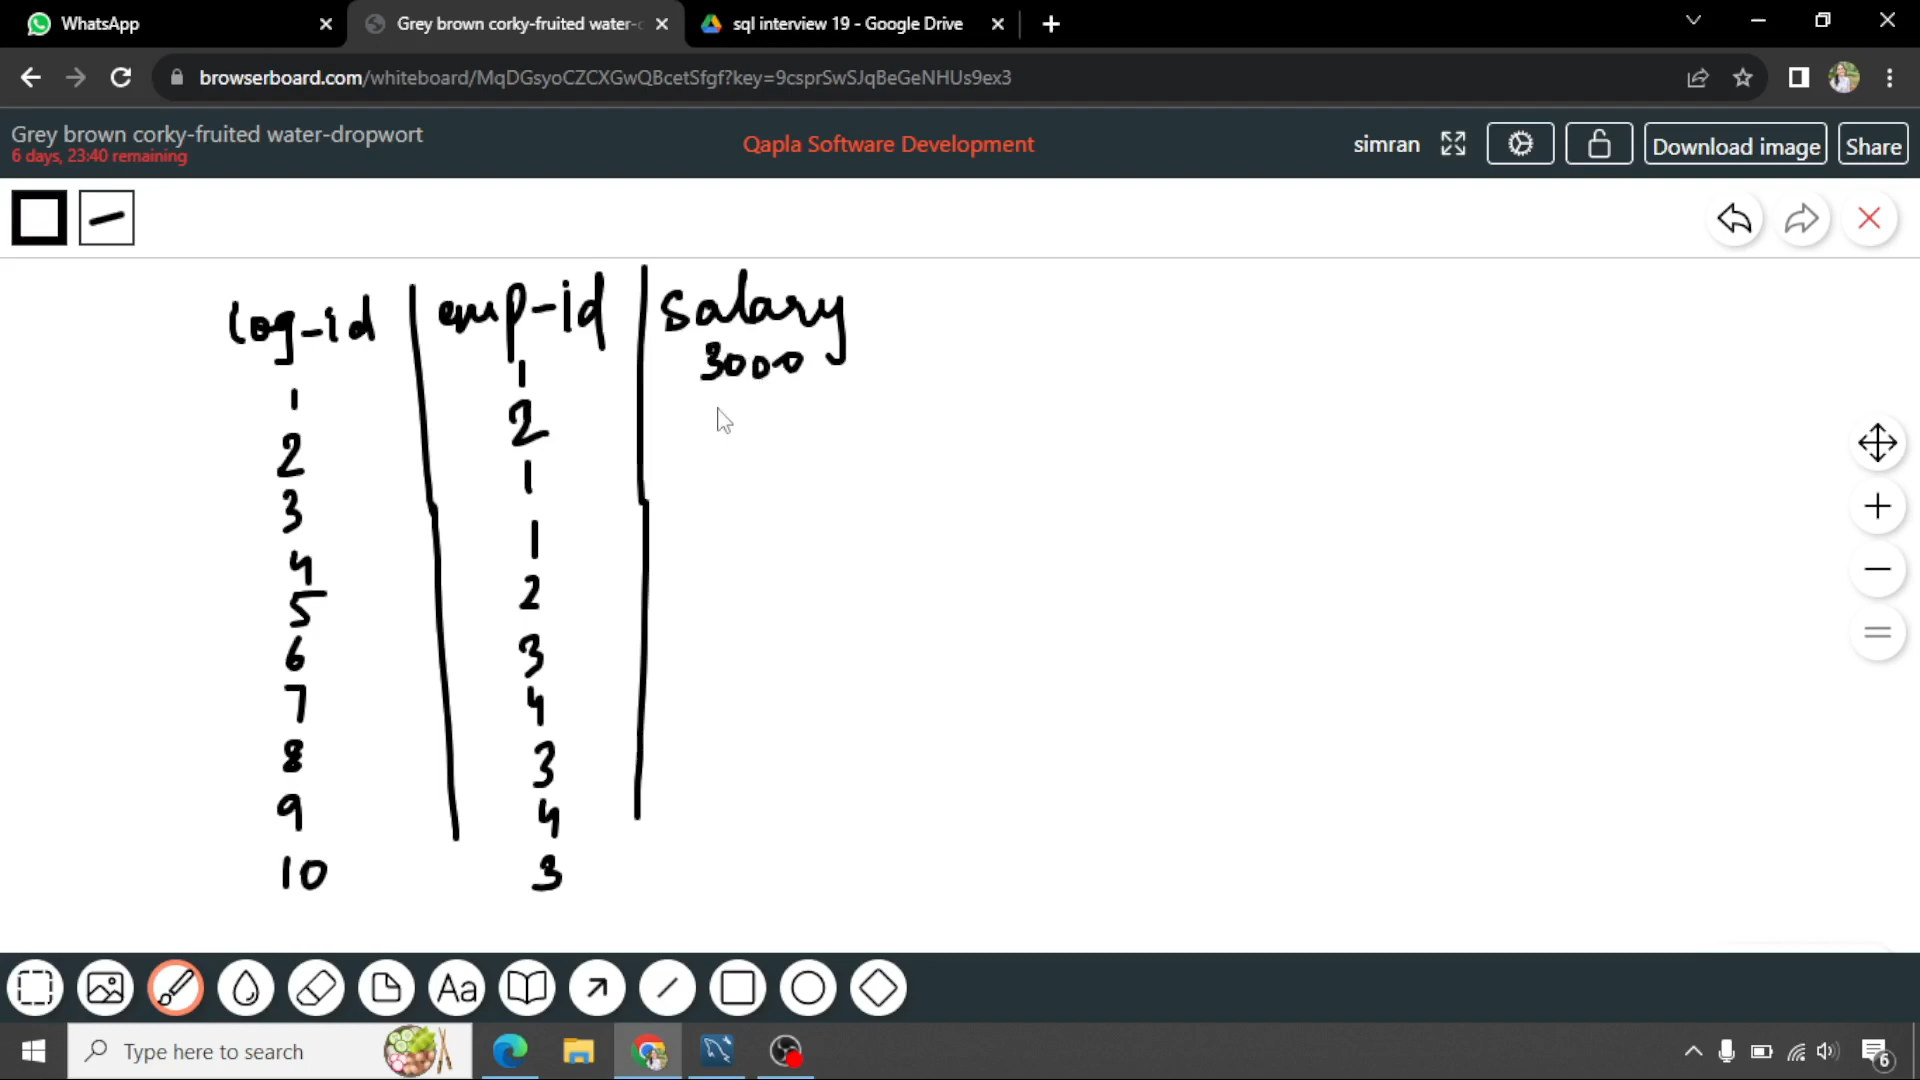 WhatsApp
Grey brown corky-fruited water-
sql interview 19 - Google Drive
browserboard.com/whiteboard/MqDGsyoCZCXGwQBcetSfgf?key=9csprSwSJqBeGeNHUs9ex3
Grey brown corky-fruited water-dropwort
6 days, 23:40 remaining
Qapla Software Development
simran
Download image
Share
log-id | emp-id | salary
1 1 3000
2 2
3 1
4 1
5 2
6 3
7 4
8 3
9 4
10 3
Aa
Type here to search
6